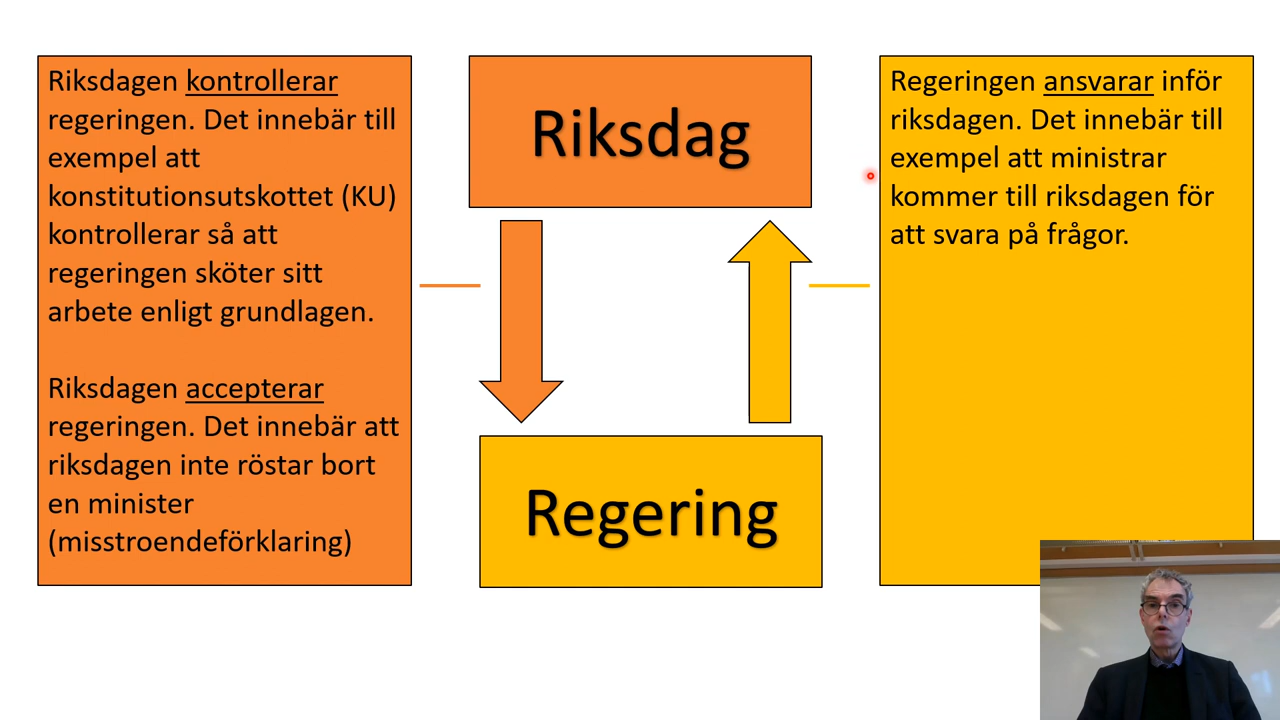 Riksdagen kontrollerar
regeringen. Det innebär till
exempel att
konstitutionsutskottet (KU)
kontrollerar så att
regeringen sköter sitt
arbete enligt grundlagen.
Riksdagen accepterar
regeringen. Det innebär att
riksdagen inte röstar bort
en minister
(misstroendeförklaring)
Riksdag
Regering
Regeringen ansvarar inför
riksdagen. Det innebär till
exempel att ministrar
kommer till riksdagen för
att svara på frågor.